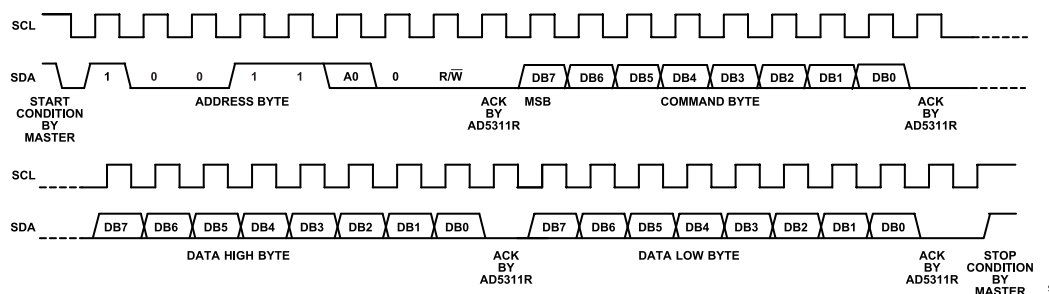 SCL
SDA 1 0 0 1 1 A0 0 R/W̅ DB7 DB6 DB5 DB4 DB3 DB2 DB1 DB0
START CONDITION BY MASTER
ADDRESS BYTE
ACK BY AD5311R
MSB
COMMAND BYTE
ACK BY AD5311R
SCL
SDA DB7 DB6 DB5 DB4 DB3 DB2 DB1 DB0 DB7 DB6 DB5 DB4 DB3 DB2 DB1 DB0
DATA HIGH BYTE
ACK BY AD5311R
DATA LOW BYTE
ACK BY AD5311R
STOP CONDITION BY MASTER